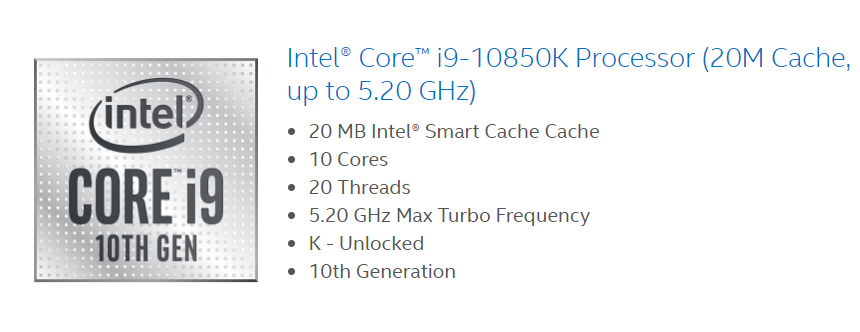 intel®
CORE™ i9
10TH GEN
Intel® Core™ i9-10850K Processor (20M Cache,
up to 5.20 GHz)
• 20 MB Intel® Smart Cache Cache
• 10 Cores
• 20 Threads
• 5.20 GHz Max Turbo Frequency
• K - Unlocked
• 10th Generation